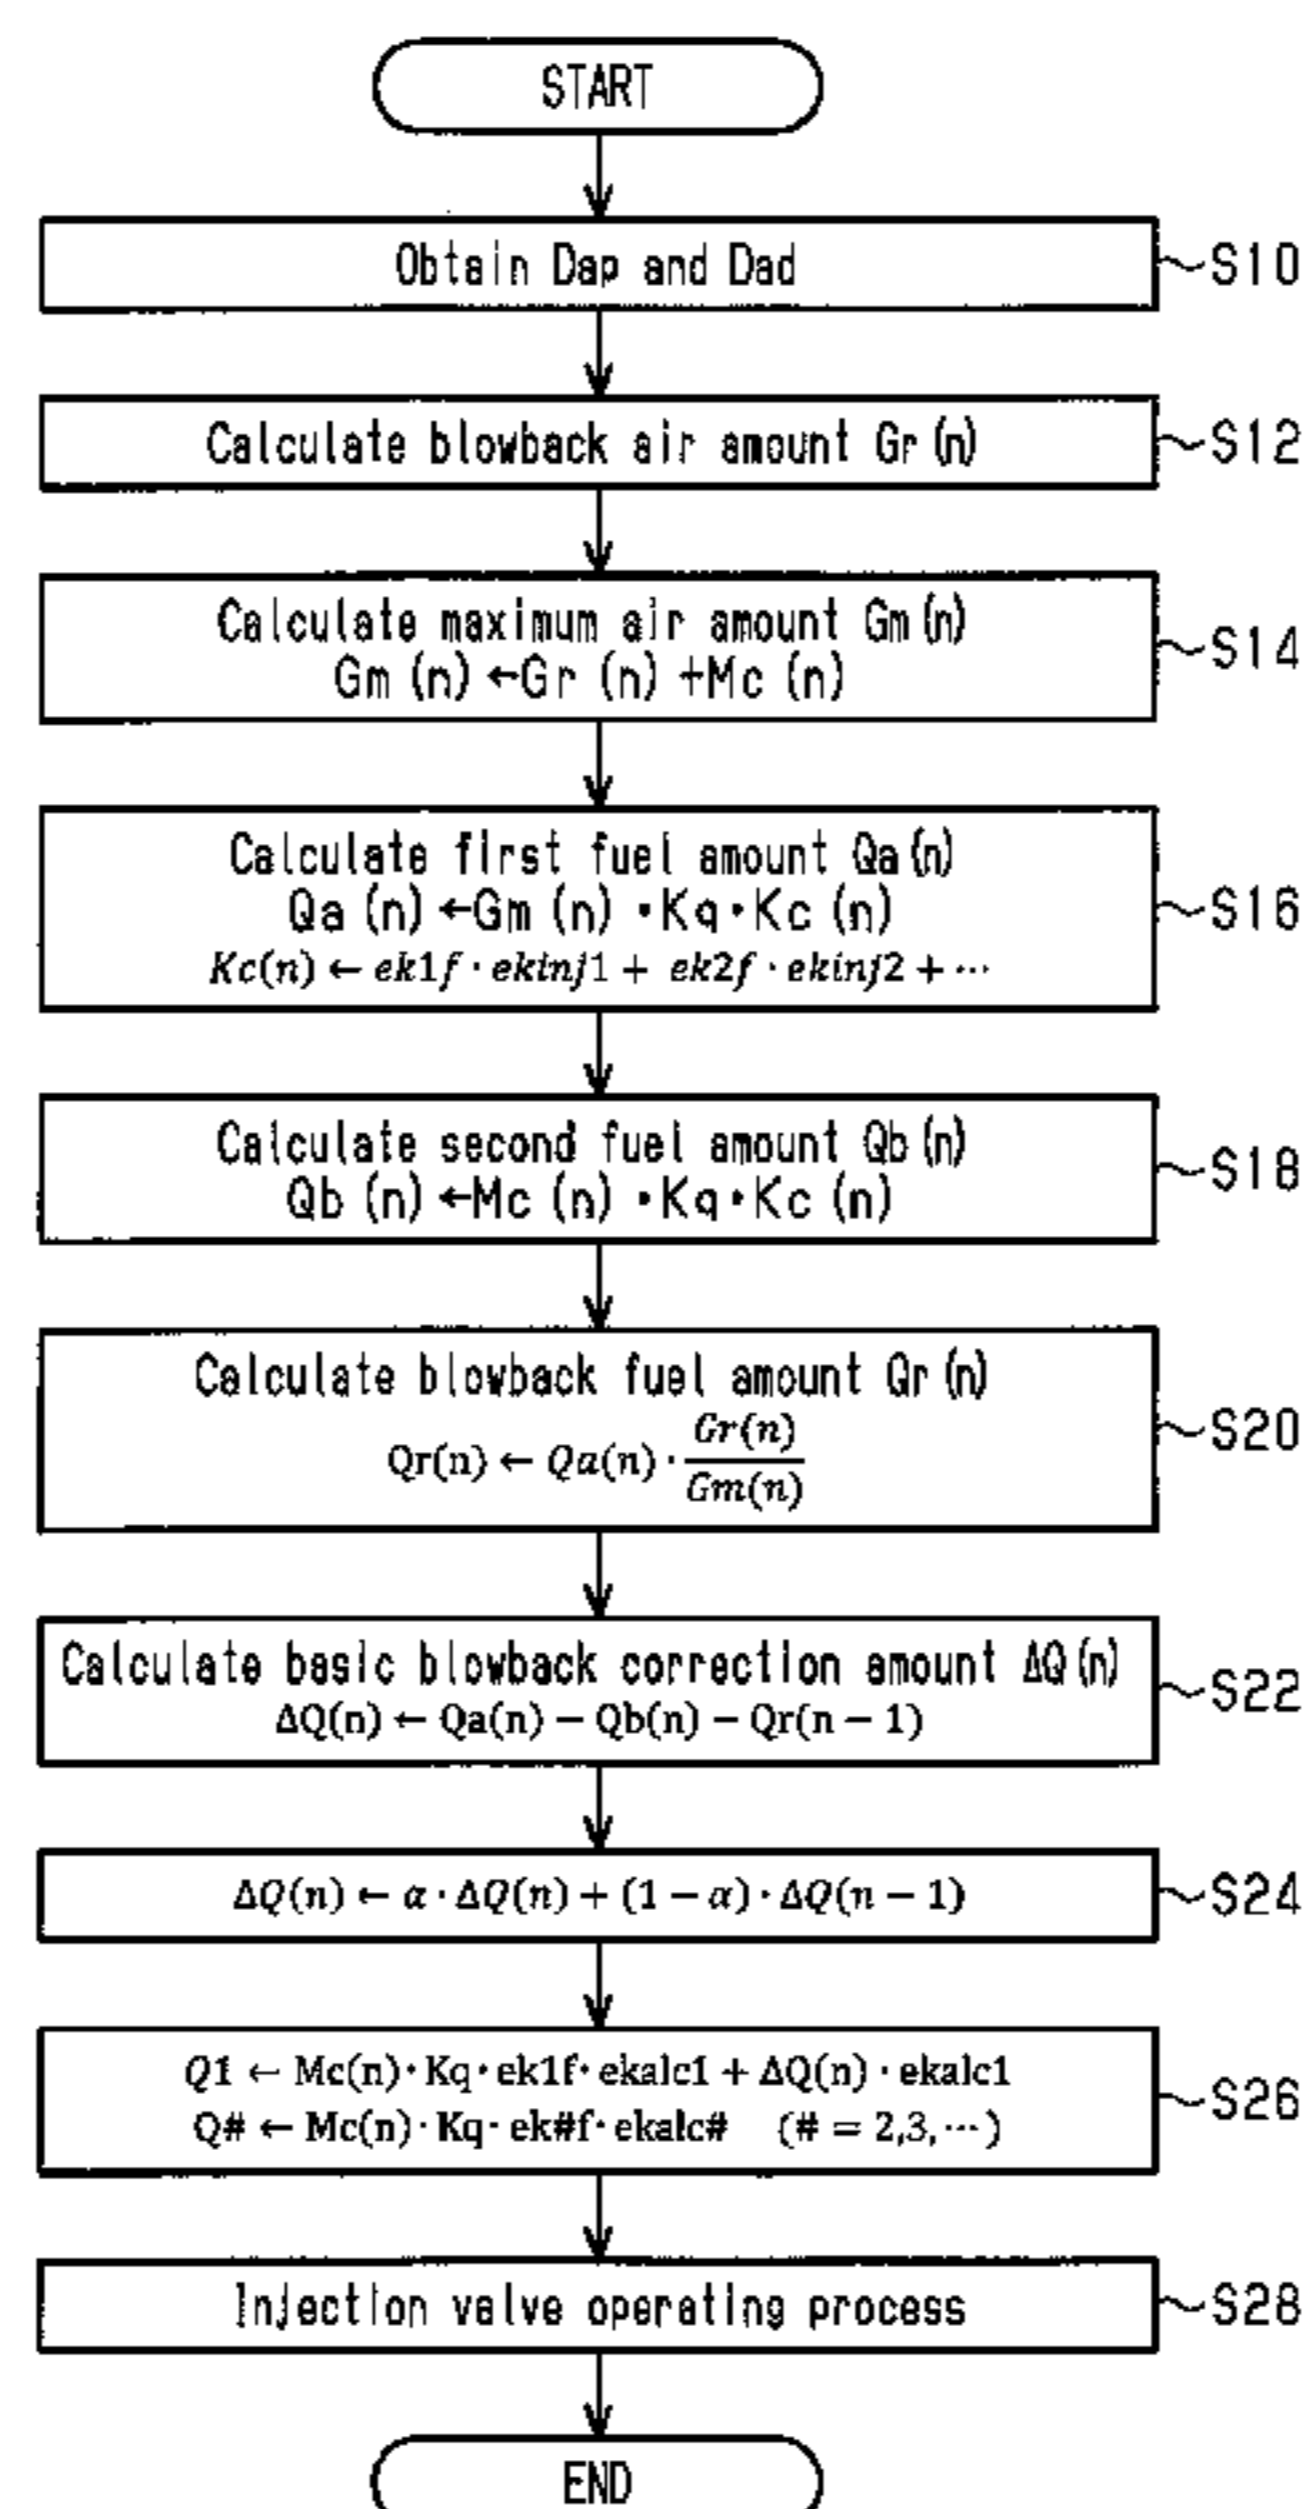 START
Obtain Dap and Dad
S10
Calculate blowback air amount Gr(n)
S12
Calculate maximum air amount Gm(n)
Gm(n)←Gr(n)+Mc(n)
S14
Calculate first fuel amount Qa(n)
Qa(n)←Gm(n)・Kq・Kc(n)
Kc(n) ← ek1f · ekinj1 + ek2f · ekinj2 + ⋯
S16
Calculate second fuel amount Qb(n)
Qb(n)←Mc(n)・Kq・Kc(n)
S18
Calculate blowback fuel amount Qr(n)
Qr(n) ← Qa(n) · Gr(n)/Gm(n)
S20
Calculate basic blowback correction amount ΔQ(n)
ΔQ(n) ← Qa(n) − Qb(n) − Qr(n − 1)
S22
ΔQ(n) ← α · ΔQ(n) + (1 − α) · ΔQ(n − 1)
S24
Q1 ← Mc(n) · Kq · ek1f · ekalc1 + ΔQ(n) · ekalc1
Q# ← Mc(n) · Kq · ek#f · ekalc# (# = 2,3, ⋯)
S26
Injection valve operating process
S28
END